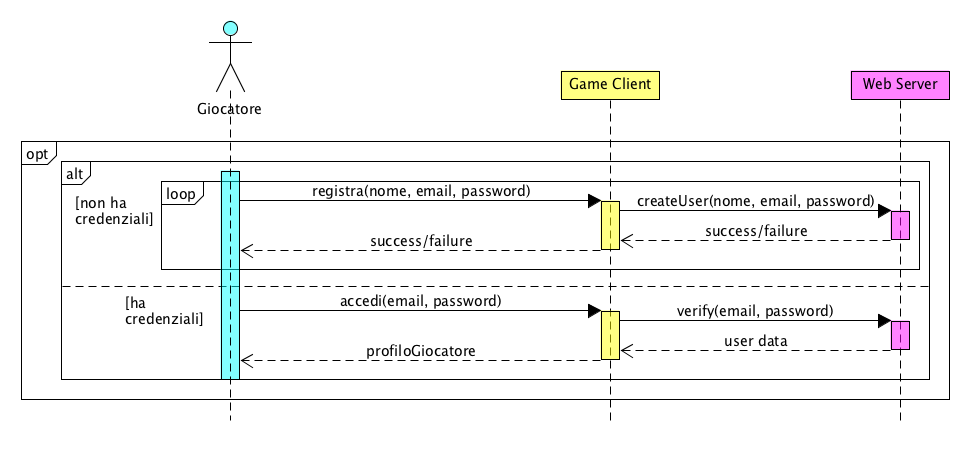 Giocatore
Game Client
Web Server
opt
alt
loop
[non ha
credenziali]
registra(nome, email, password)
createUser(nome, email, password)
success/failure
success/failure
[ha
credenziali]
accedi(email, password)
verify(email, password)
user data
profiloGiocatore